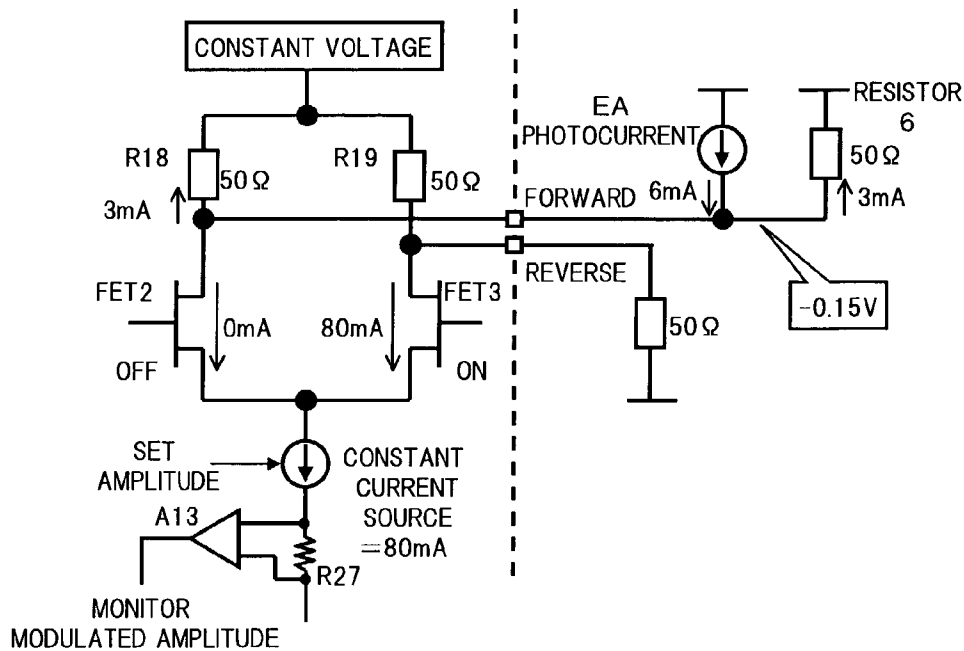 CONSTANT VOLTAGE
R18
50Ω
3mA
R19
50Ω
EA
PHOTOCURRENT
6mA
RESISTOR
6
50Ω
3mA
FORWARD
REVERSE
-0.15V
50Ω
FET2
0mA
OFF
80mA
FET3
ON
SET
AMPLITUDE
CONSTANT
CURRENT
SOURCE
=80mA
A13
R27
MONITOR
MODULATED AMPLITUDE